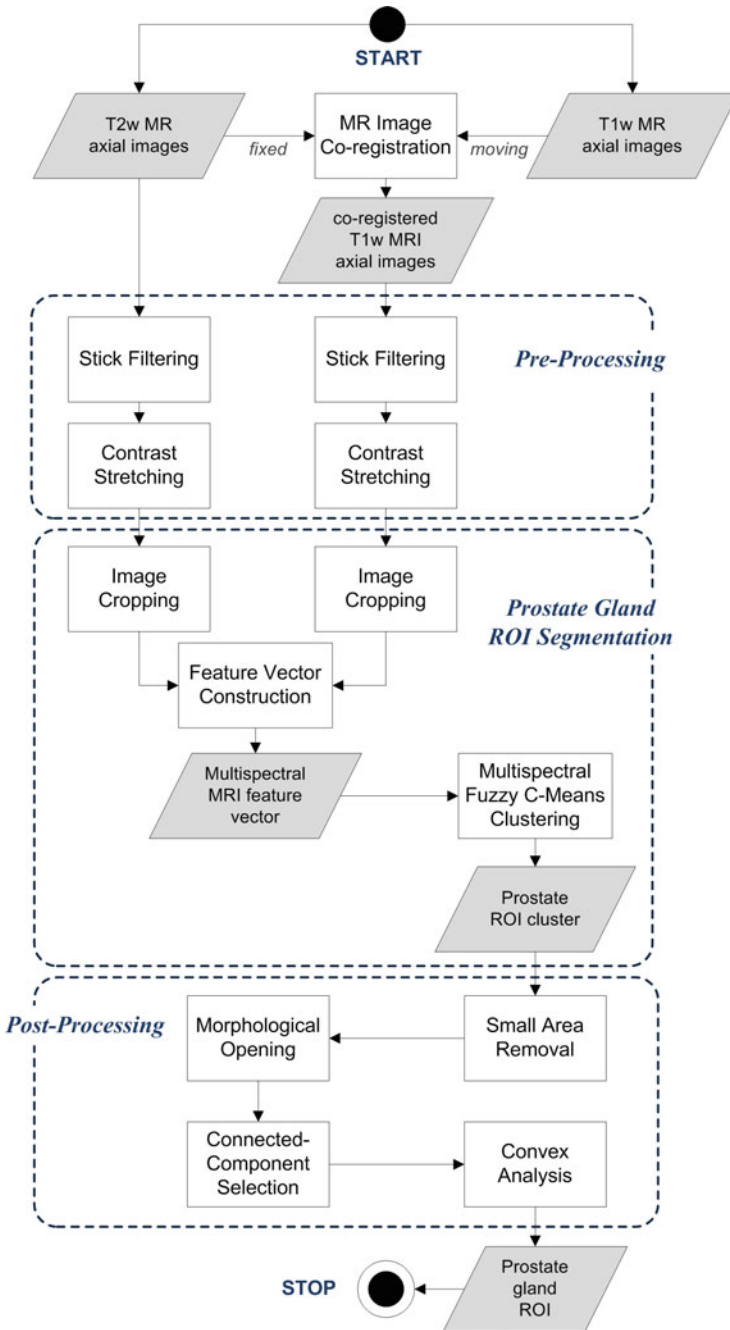 START
T2w MR
axial images
fixed
MR Image
Co-registration
moving
T1w MR
axial images
co-registered
T1w MRI
axial images
Pre-Processing
Stick Filtering
Stick Filtering
Contrast
Stretching
Contrast
Stretching
Image
Cropping
Image
Cropping
Prostate Gland
ROI Segmentation
Feature Vector
Construction
Multispectral
MRI feature
vector
Multispectral
Fuzzy C-Means
Clustering
Prostate
ROI cluster
Post-Processing
Morphological
Opening
Small Area
Removal
Connected-
Component
Selection
Convex
Analysis
STOP
Prostate
gland
ROI